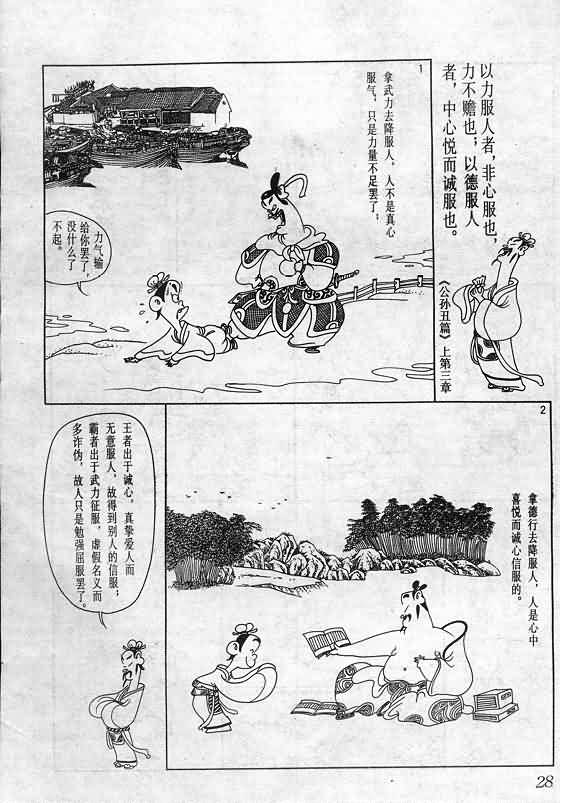 以力服人者，非心服也，
力不赡也；以德服人
者，中心悦而诚服也。
《公孙丑篇》上第三章
1
拿武力去降服人，人不是真心
服气，只是力量不足罢了；
力气输
给你罢了，
没什么了
不起。
2
拿德行去降服人，人是心中
喜悦而诚心信服的。
王者出于诚心，真挚爱人而
无意服人，故得到别人的信服；
霸者出于武力征服，虚假名义而
多诈伪，故人只是勉强屈服罢了。
28